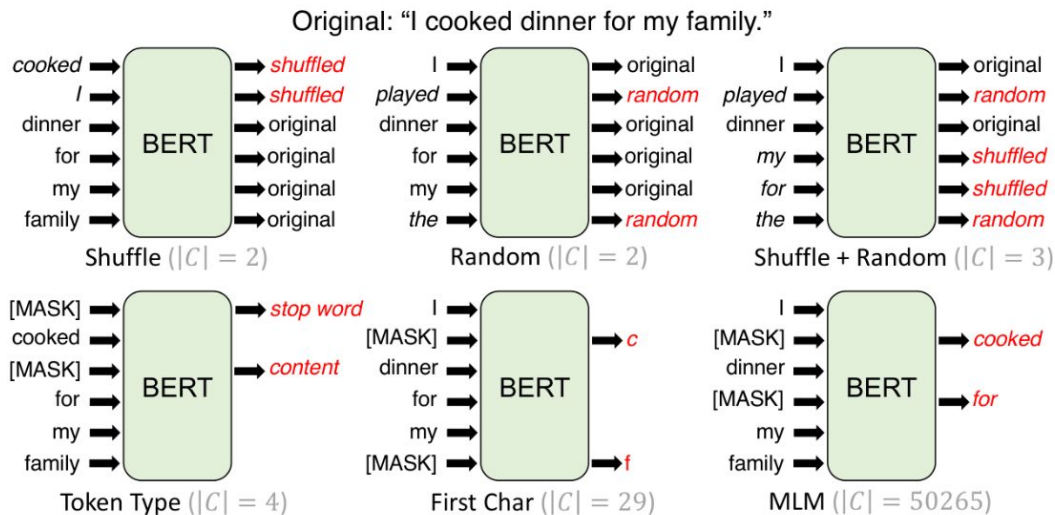 Original: “I cooked dinner for my family.”
cooked BERT shuffled
I shuffled
dinner original
for original
my original
family original
Shuffle (|C| = 2)
I BERT original
played random
dinner original
for original
my original
the random
Random (|C| = 2)
I BERT original
played random
dinner original
my shuffled
for shuffled
the random
Shuffle + Random (|C| = 3)
[MASK] BERT stop word
cooked
[MASK] content
for
my
family
Token Type (|C| = 4)
I BERT
[MASK] c
dinner
for
my
[MASK] f
First Char (|C| = 29)
I BERT
[MASK] cooked
dinner
[MASK] for
my
family
MLM (|C| = 50265)